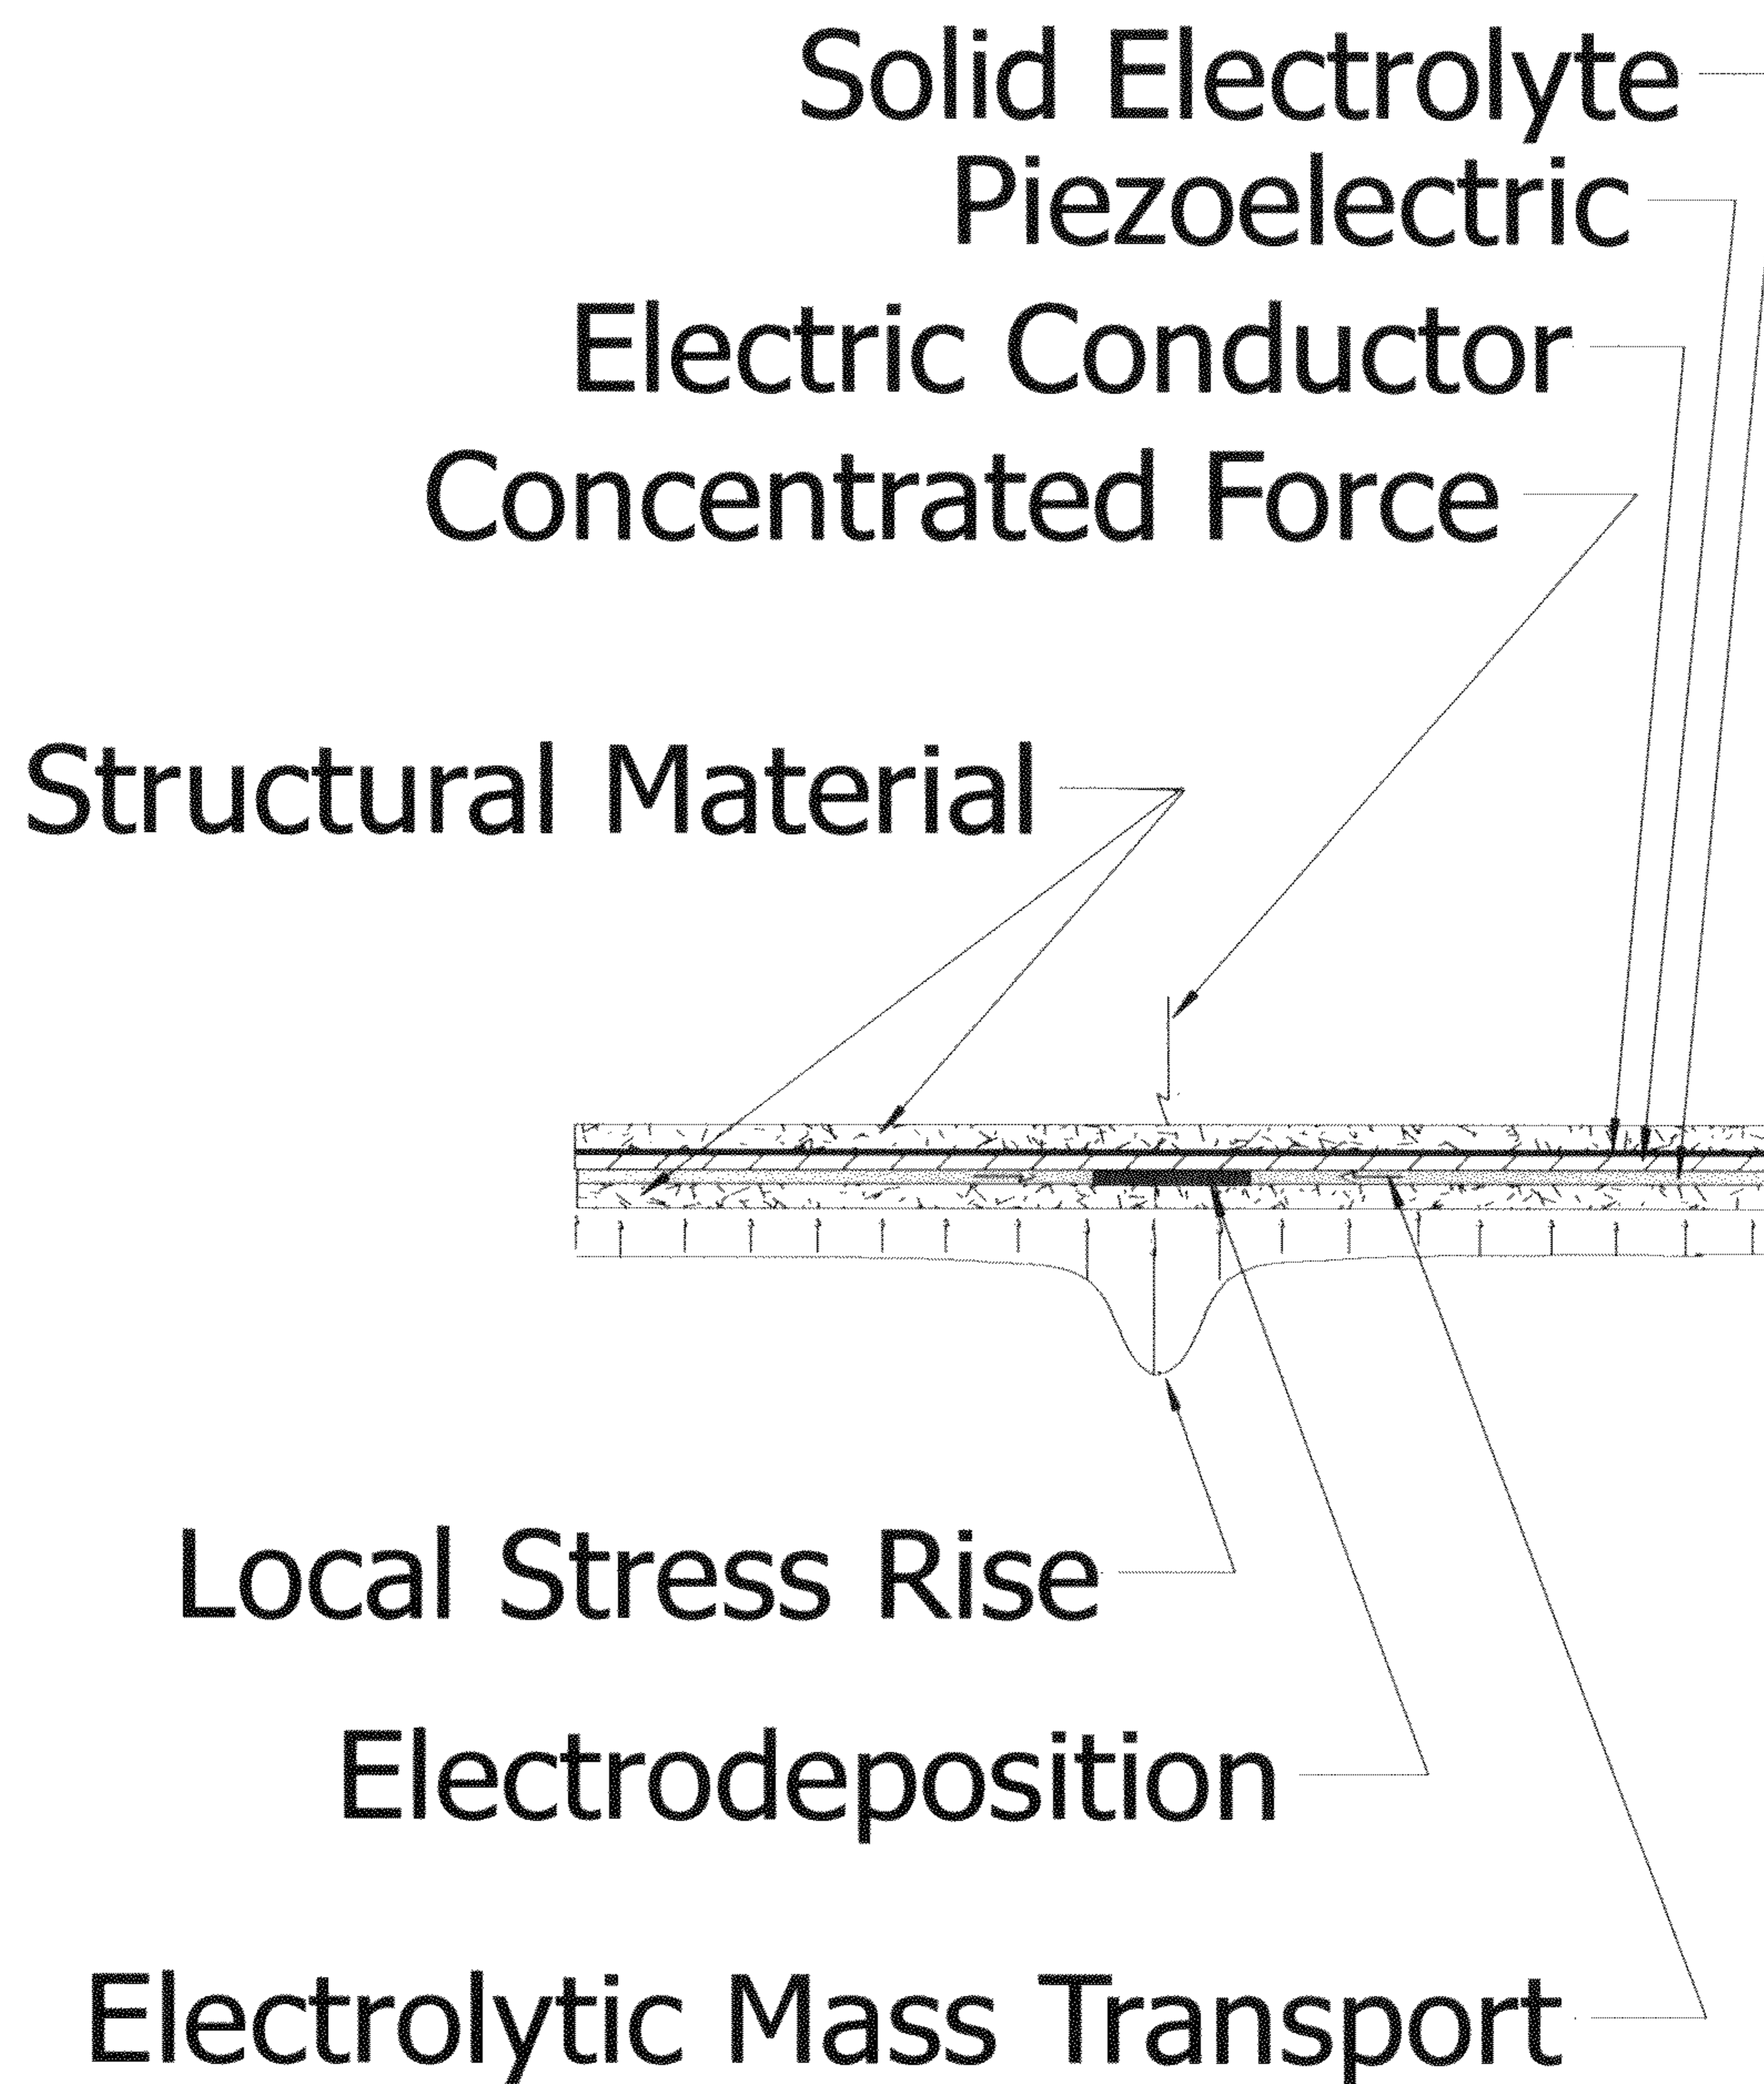 Solid Electrolyte
Piezoelectric
Electric Conductor
Concentrated Force
Structural Material
Local Stress Rise
Electrodeposition
Electrolytic Mass Transport